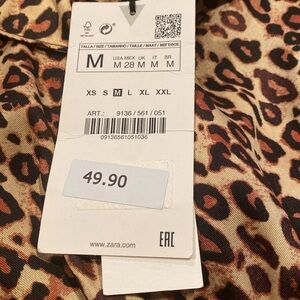 TALLA / SIZE / TAMANHO / TAILLE / MAAT / ΜΕΓΕΘΟΣ
M
USA MEX UK IT BR
M 28 M M M
XS S M L XL XXL
ART.: 9136 / 561 / 051
09136561051036
49.90
www.zara.com
EAC